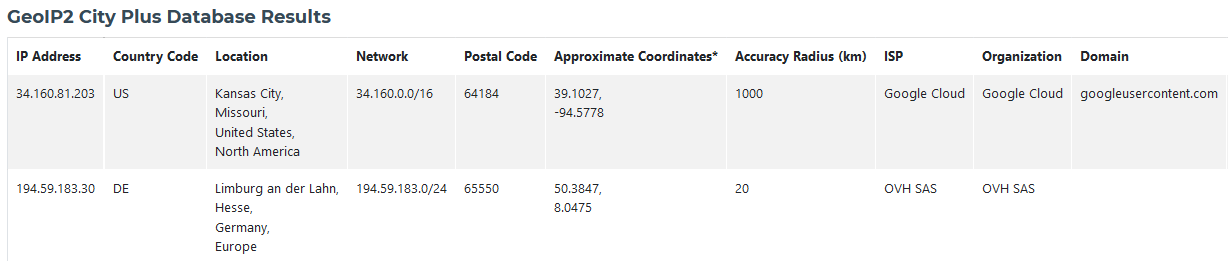 GeoIP2 City Plus Database Results
IP Address Country Code Location Network Postal Code Approximate Coordinates* Accuracy Radius (km) ISP Organization Domain
34.160.81.203 US Kansas City, 34.160.0.0/16 64184 39.1027, 1000 Google Cloud Google Cloud googleusercontent.com
Missouri, -94.5778
United States,
North America
194.59.183.30 DE Limburg an der Lahn, 194.59.183.0/24 65550 50.3847, 20 OVH SAS OVH SAS
Hesse, 8.0475
Germany,
Europe